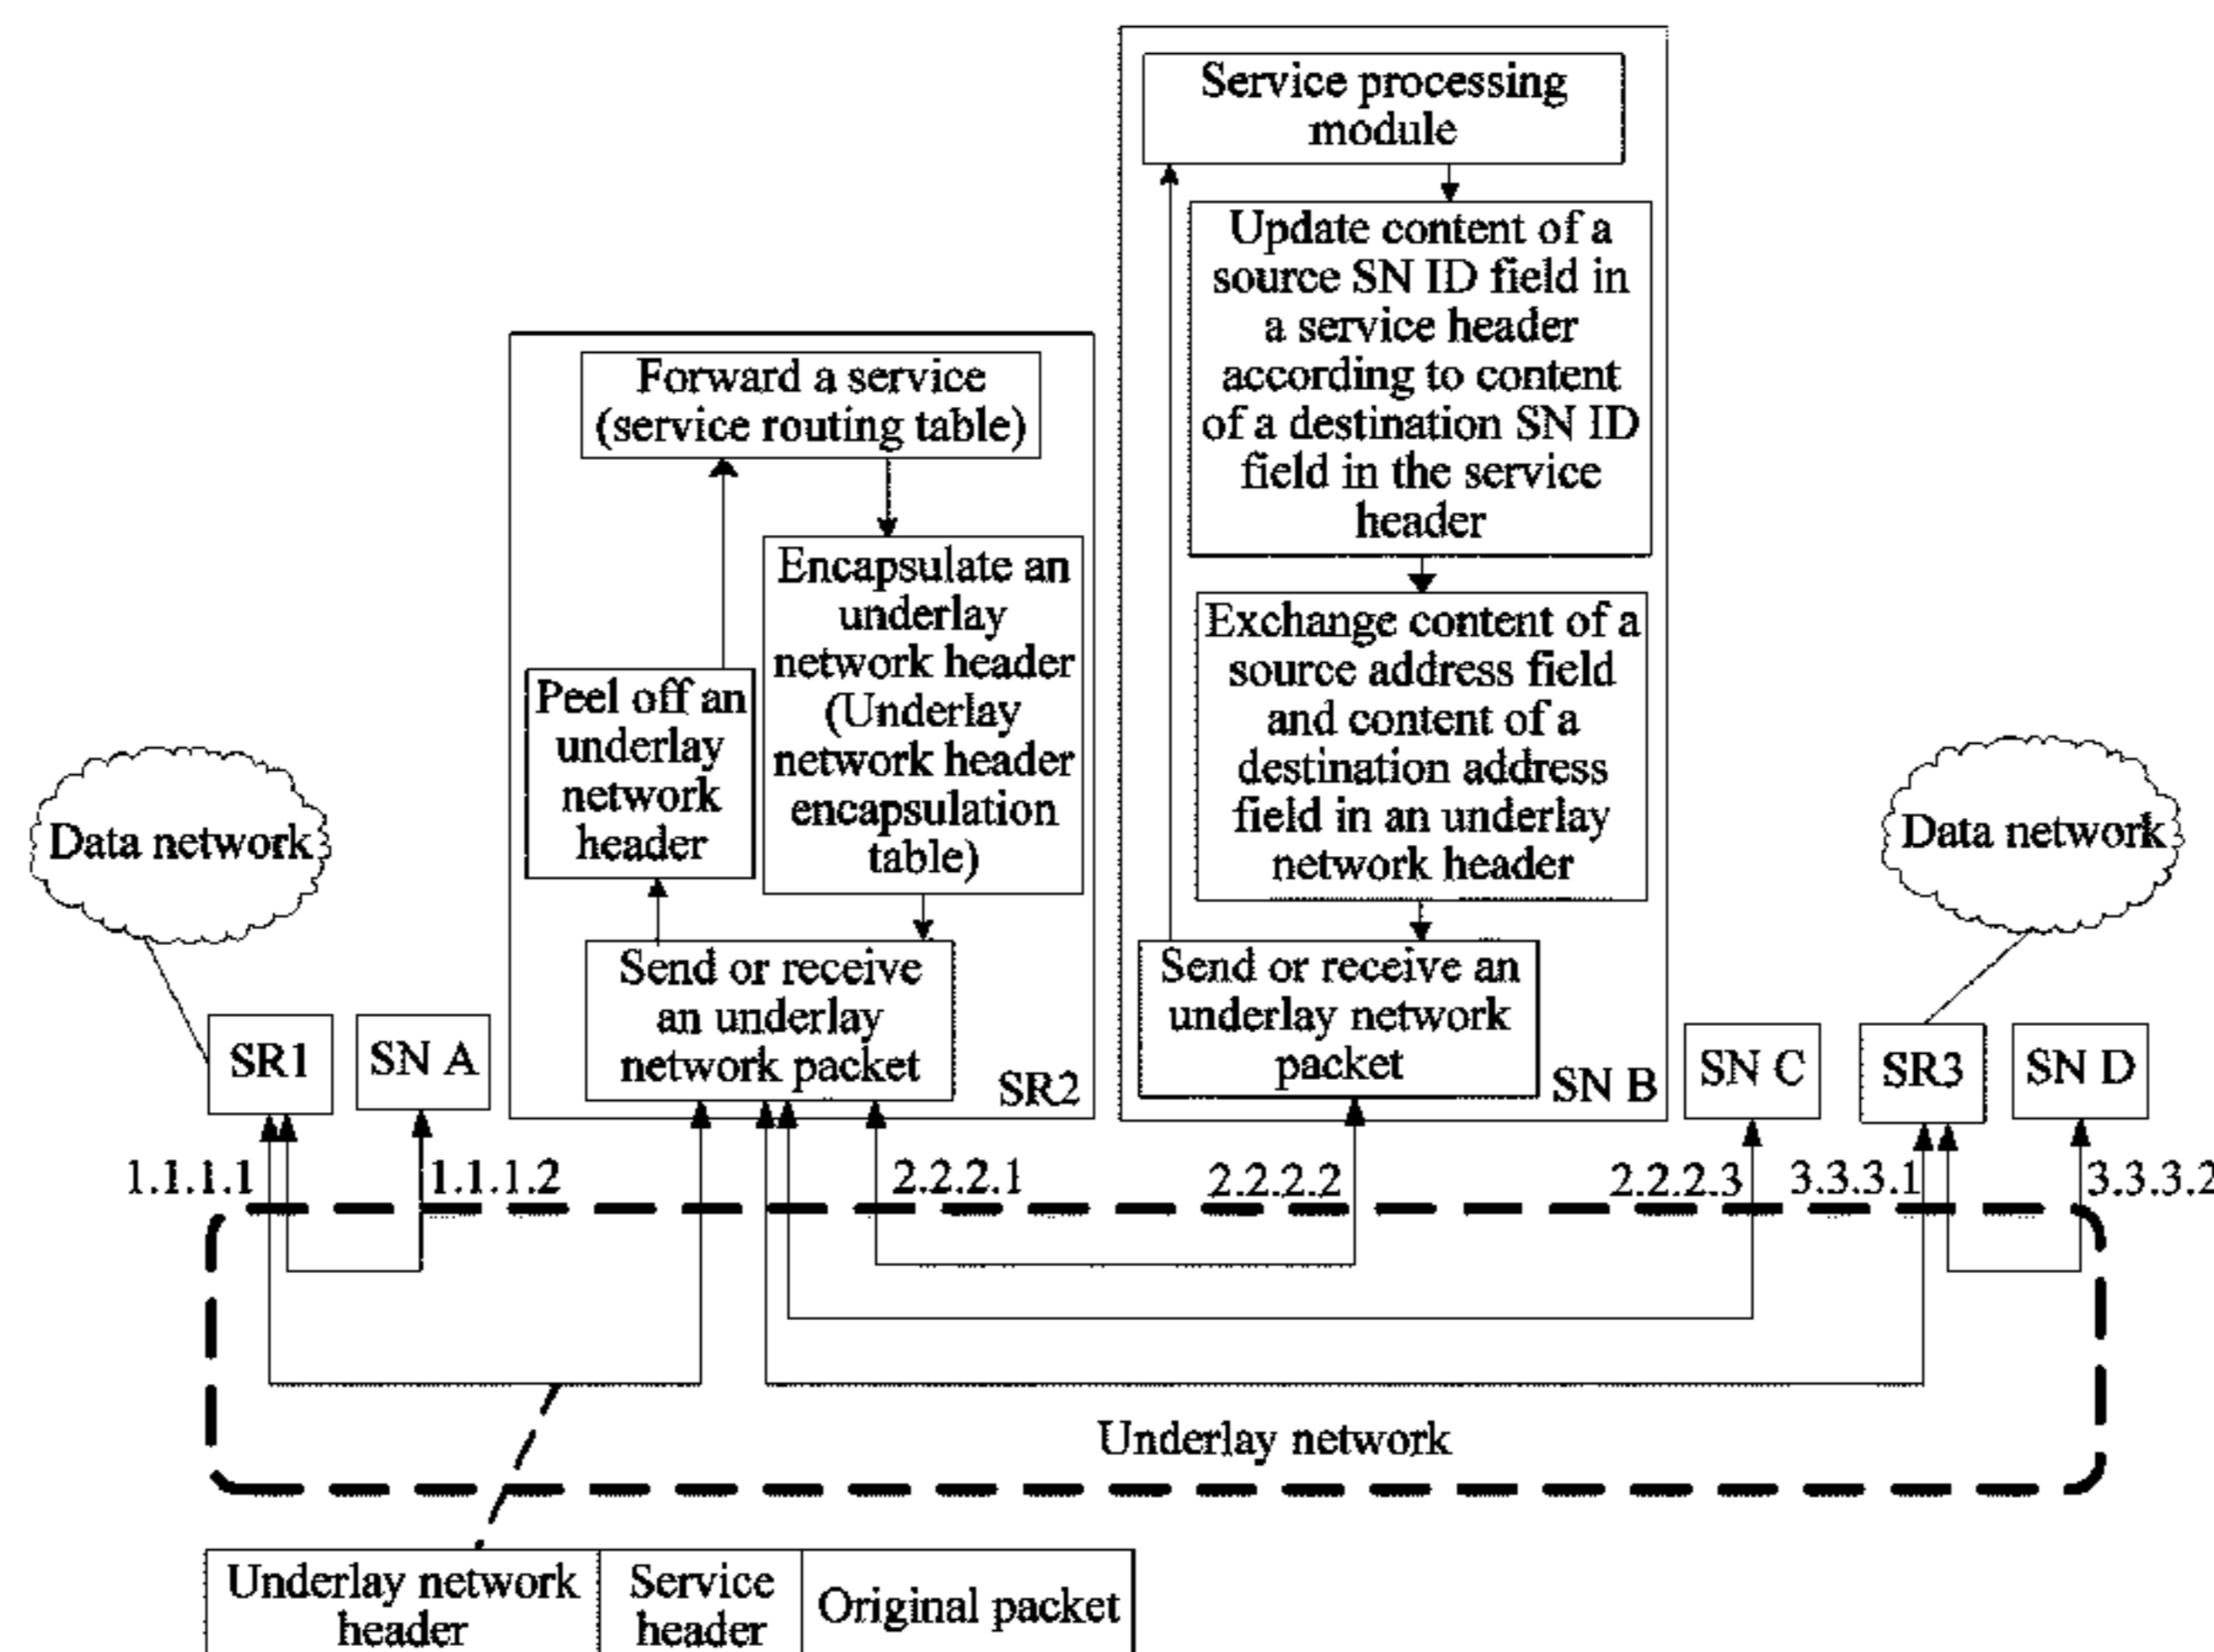 Service processing
module
Update content of a
source SN ID field in
a service header
according to content
of a destination SN ID
field in the service
header
Exchange content of a
source address field
and content of a
destination address
field in an underlay
network header
Send or receive an
underlay network
packet
SN B
Forward a service
(service routing table)
Encapsulate an
underlay
network header
(Underlay
network header
encapsulation
table)
Peel off an
underlay
network
header
Send or receive
an underlay
network packet
SR2
Data network
Data network
SR1
SN A
SN C
SR3
SN D
1.1.1.1
1.1.1.2
2.2.2.1
2.2.2.2
2.2.2.3
3.3.3.1
3.3.3.2
Underlay network
Underlay network
header
Service
header
Original packet